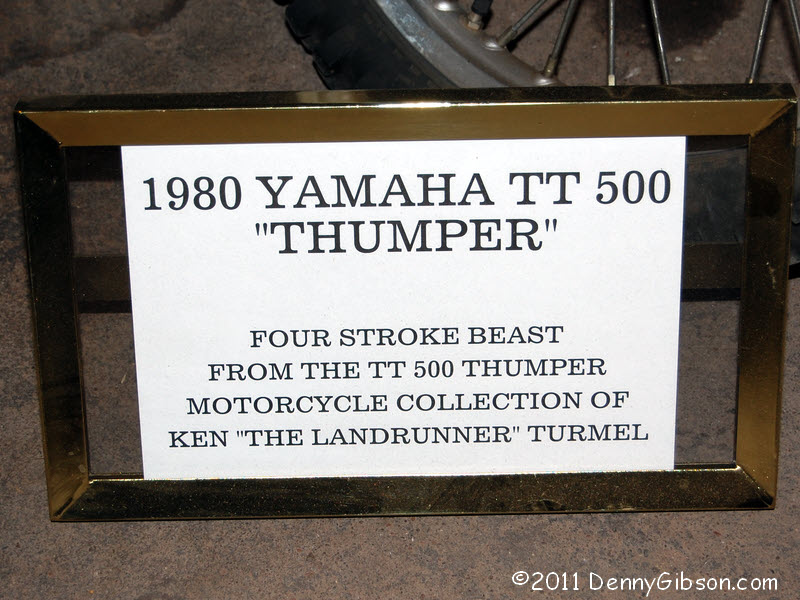 1980 YAMAHA TT 500
"THUMPER"
FOUR STROKE BEAST
FROM THE TT 500 THUMPER
MOTORCYCLE COLLECTION OF
KEN "THE LANDRUNNER" TURMEL
©2011 DennyGibson.com